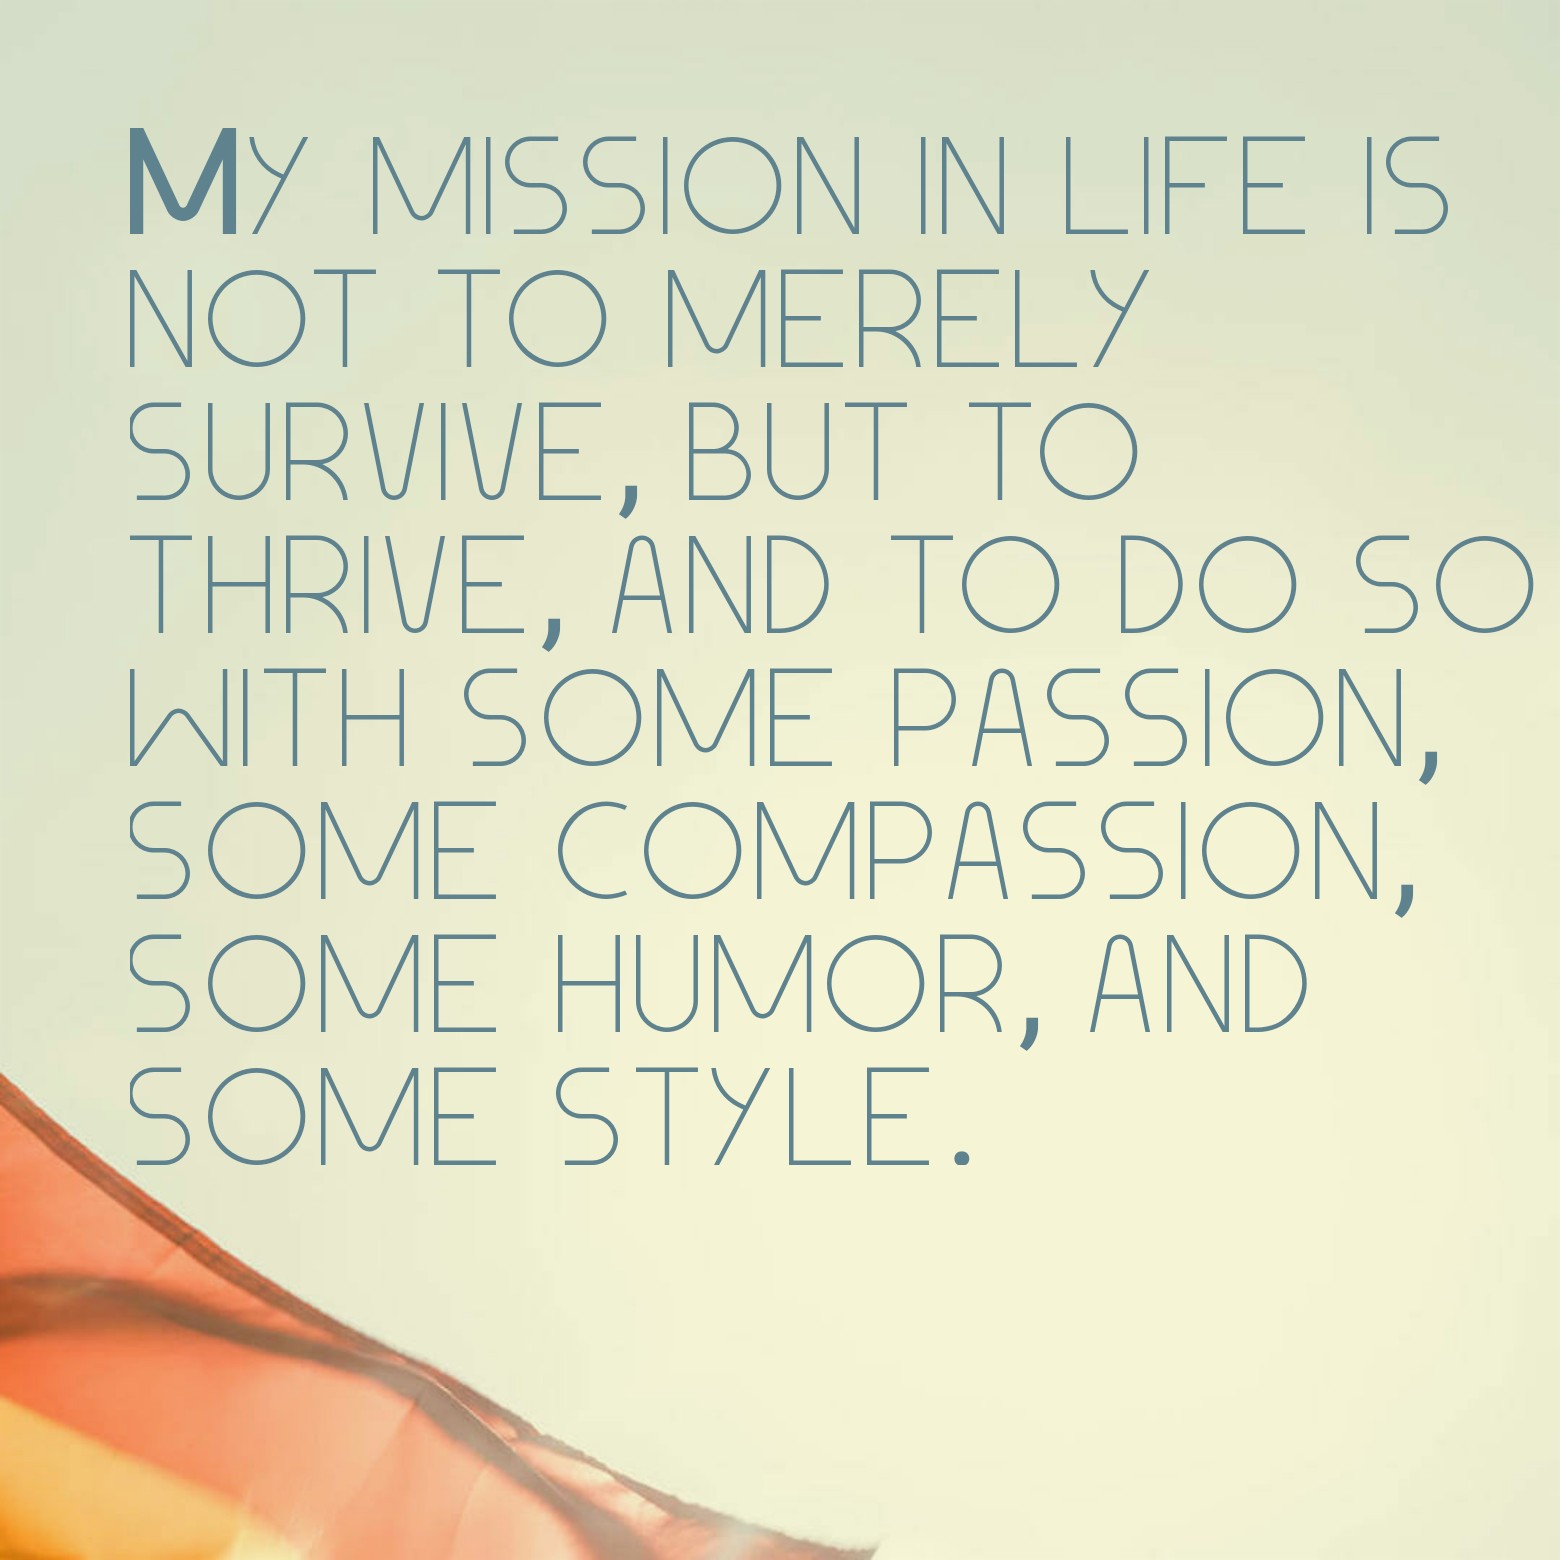 My mission in life is
not to merely
survive, but to
thrive, and to do so
with some passion,
some compassion,
some humor, and
some style.